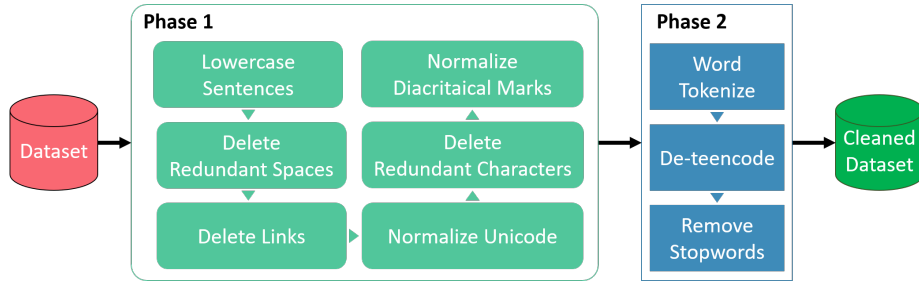 Phase 1
Phase 2
Dataset
Lowercase
Sentences
Delete
Redundant Spaces
Delete Links
Normalize Unicode
Delete
Redundant Characters
Normalize
Diacritaical Marks
Word
Tokenize
De-teencode
Remove
Stopwords
Cleaned
Dataset